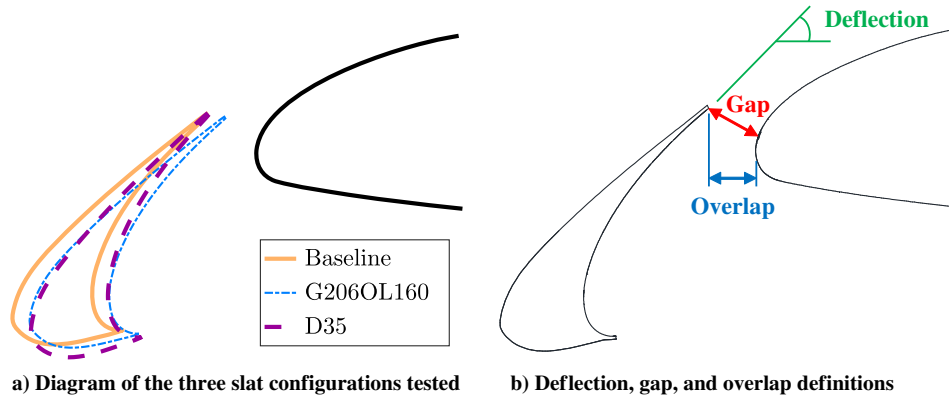 Deflection
Gap
Overlap
Baseline
G206OL160
D35
a) Diagram of the three slat configurations tested
b) Deflection, gap, and overlap definitions